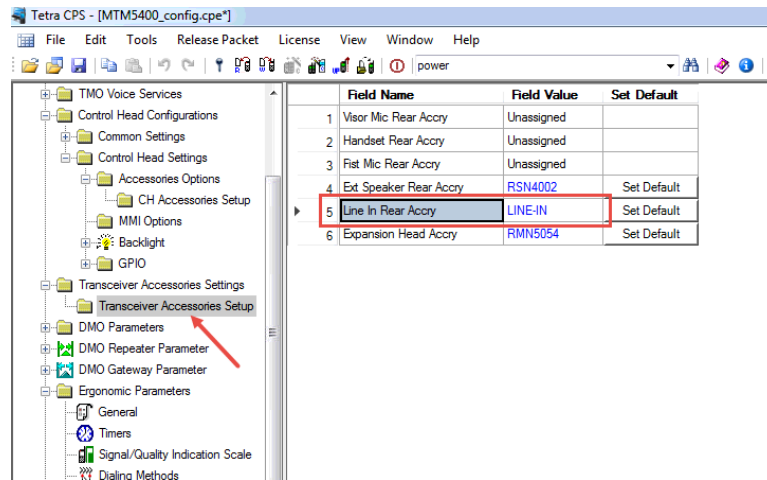 Tetra CPS - [MTM5400_config.cpe*]
File Edit Tools Release Packet License View Window Help
power
TMO Voice Services
Control Head Configurations
Common Settings
Control Head Settings
Accessories Options
CH Accessories Setup
MMI Options
Backlight
GPIO
Transceiver Accessories Settings
Transceiver Accessories Setup
DMO Parameters
DMO Repeater Parameter
DMO Gateway Parameter
Ergonomic Parameters
General
Timers
Signal/Quality Indication Scale
Dialing Methods
Field Name Field Value Set Default
1 Visor Mic Rear Accry Unassigned
2 Handset Rear Accry Unassigned
3 Fist Mic Rear Accry Unassigned
4 Ext Speaker Rear Accry RSN4002 Set Default
5 Line In Rear Accry LINE-IN Set Default
6 Expansion Head Accry RMN5054 Set Default